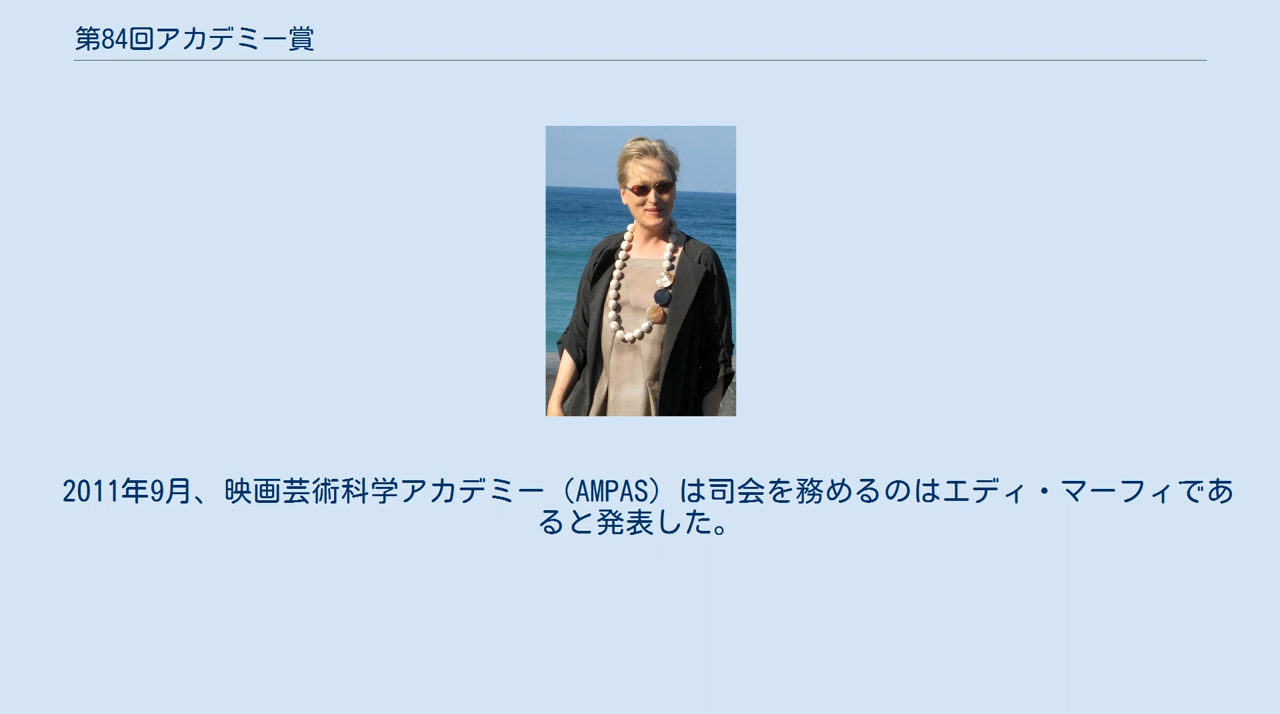 第84回アカデミー賞
2011年9月、映画芸術科学アカデミー（AMPAS）は司会を務めるのはエディ・マーフィであ
ると発表した。